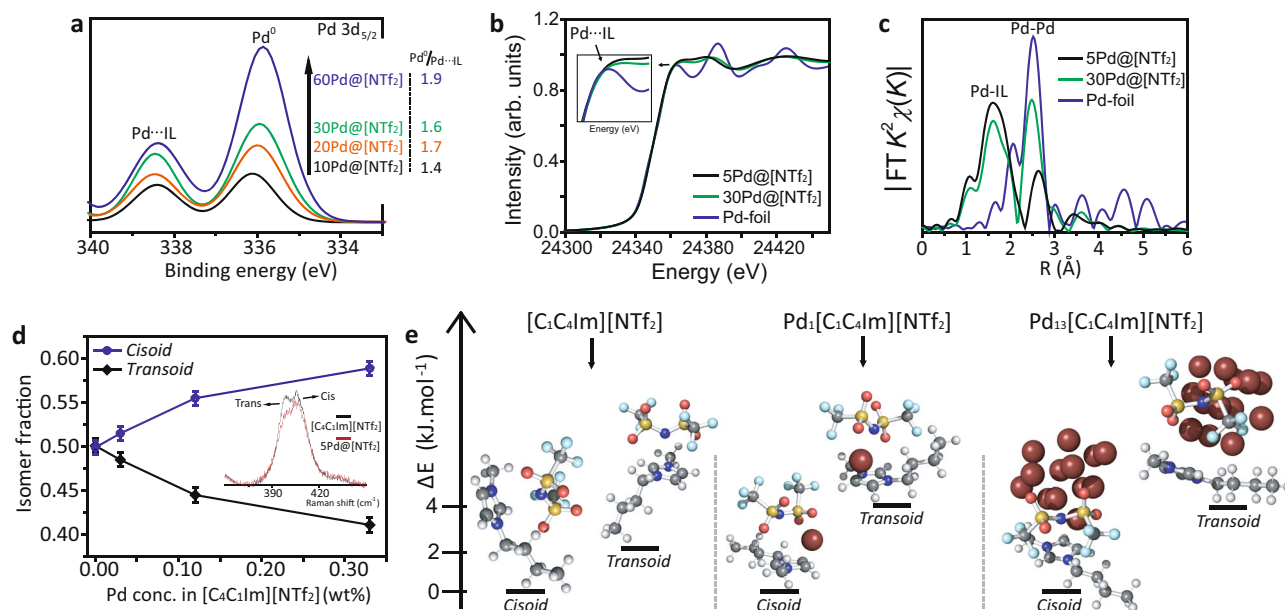 a
Pd 3d5/2
Pd⁰
Pd⁰/Pd···IL
60Pd@[NTf₂] 1.9
Pd···IL
30Pd@[NTf₂] 1.6
20Pd@[NTf₂] 1.7
10Pd@[NTf₂] 1.4
340 338 336 334
Binding energy (eV)
b
Intensity (arb. units)
1.2
0.8
0.4
0.0
Pd···IL
Energy (eV)
5Pd@[NTf₂]
30Pd@[NTf₂]
Pd-foil
24300 24340 24380 24420
Energy (eV)
c
|FT K² χ(K)|
Pd-Pd
Pd-IL
5Pd@[NTf₂]
30Pd@[NTf₂]
Pd-foil
0 1 2 3 4 5 6
R (Å)
d
Isomer fraction
Cisoid
Transoid
0.60
0.55
0.50
0.45
0.40
Trans
Cis
[C₄C₁Im][NTf₂]
5Pd@[NTf₂]
390 420
Raman shift (cm⁻¹)
0.00 0.10 0.20 0.30
Pd conc. in [C₄C₁Im][NTf₂] (wt%)
e
ΔE (kJ.mol⁻¹)
4
2
0
[C₁C₄Im][NTf₂]
Cisoid
Transoid
Pd₁[C₁C₄Im][NTf₂]
Cisoid
Transoid
Pd₁₃[C₁C₄Im][NTf₂]